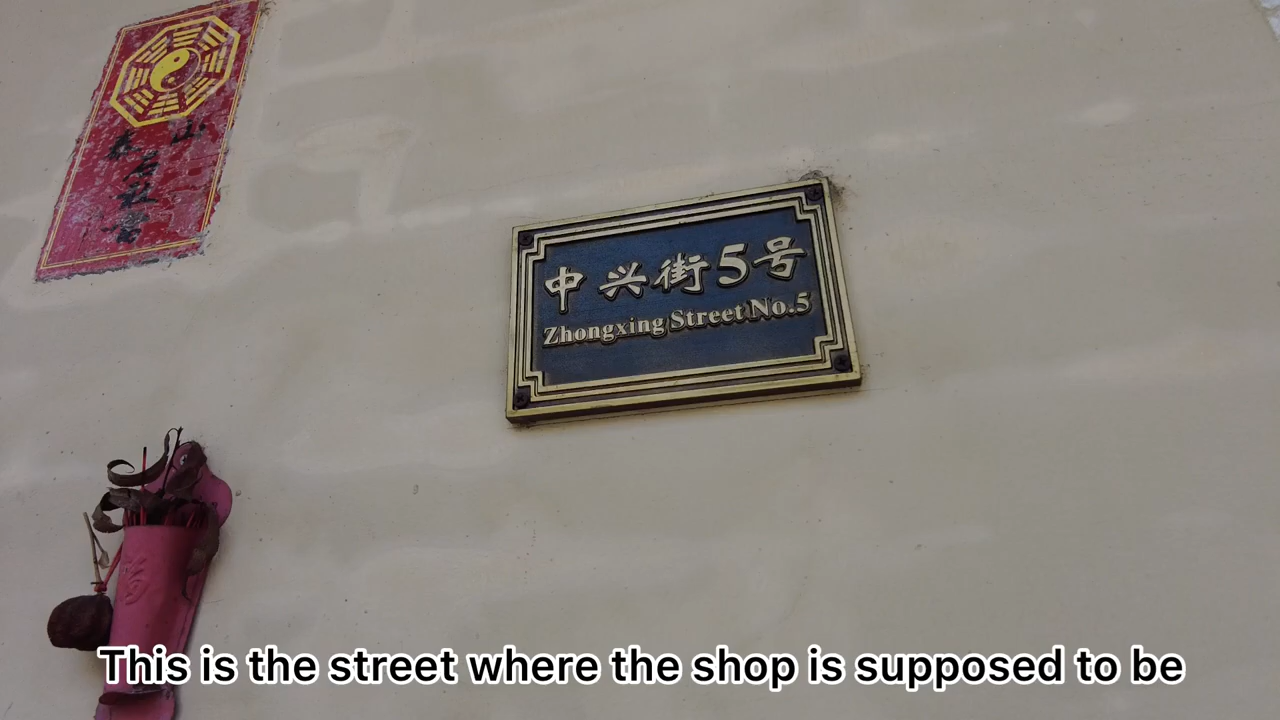 中兴街5号
Zhongxing Street No.5
This is the street where the shop is supposed to be